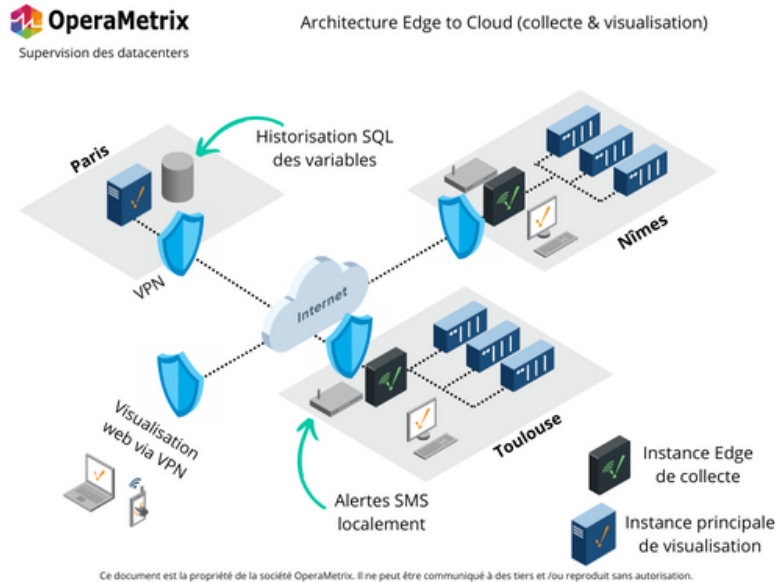 OperaMetrix
Supervision des datacenters
Architecture Edge to Cloud (collecte & visualisation)
Paris
Historisation SQL
des variables
VPN
Internet
Nîmes
Visualisation
web via VPN
Toulouse
Alertes SMS
localement
Instance Edge
de collecte
Instance principale
de visualisation
Ce document est la propriété de la société OperaMetrix. Il ne peut être communiqué à des tiers et /ou reproduit sans autorisation.